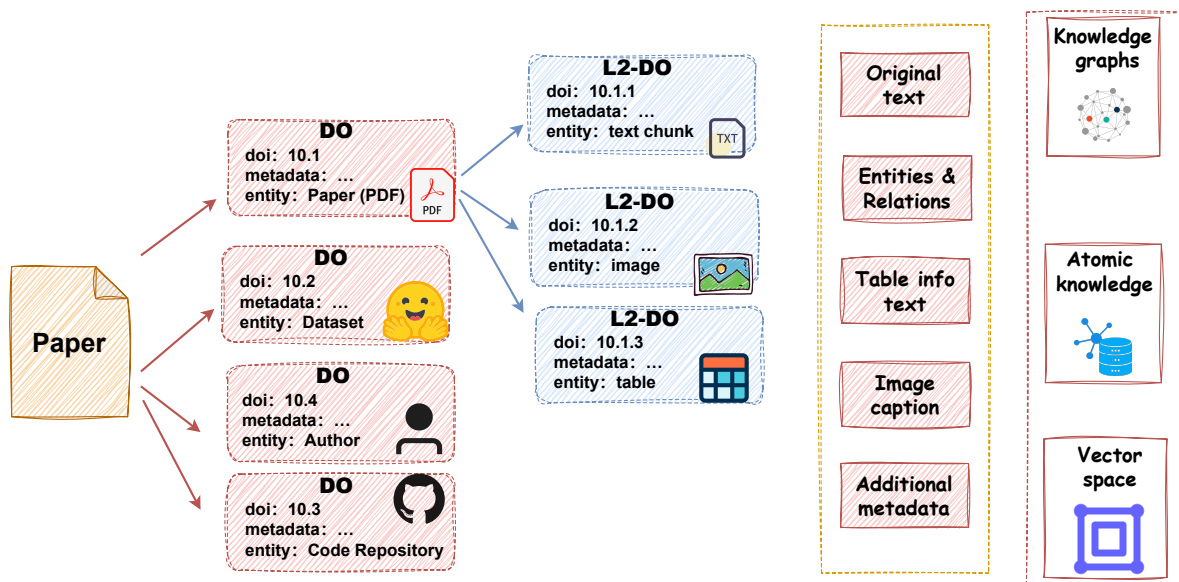 Paper
DO
doi: 10.1
metadata: ...
entity: Paper (PDF)
PDF
DO
doi: 10.2
metadata: ...
entity: Dataset
DO
doi: 10.4
metadata: ...
entity: Author
DO
doi: 10.3
metadata: ...
entity: Code Repository
L2-DO
doi: 10.1.1
metadata: ...
entity: text chunk
TXT
L2-DO
doi: 10.1.2
metadata: ...
entity: image
L2-DO
doi: 10.1.3
metadata: ...
entity: table
Original
text
Entities &
Relations
Table info
text
Image
caption
Additional
metadata
Knowledge
graphs
Atomic
knowledge
Vector
space